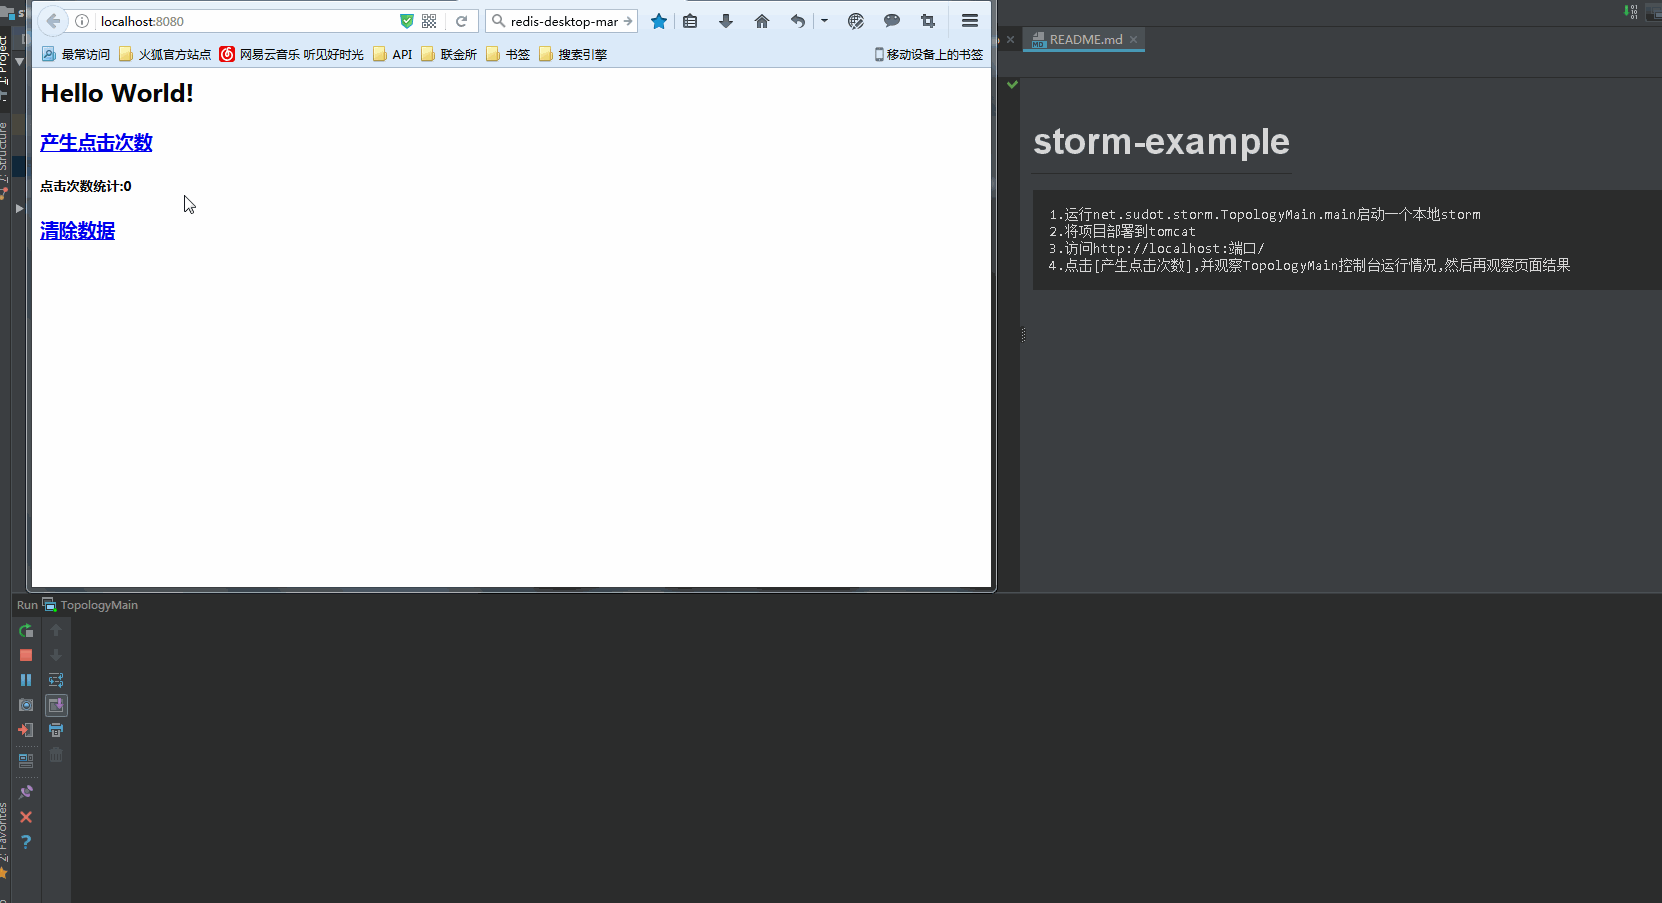 localhost:8080
redis-desktop-mar
最常访问 火狐官方站点 网易云音乐 听见好时光 API 联金所 书签 搜索引擎 移动设备上的书签
Hello World!
产生点击次数
点击次数统计:0
清除数据
1: Project
7: Structure
README.md
storm-example
1.运行net.sudot.storm.TopologyMain.main启动一个本地storm
2.将项目部署到tomcat
3.访问http://localhost:端口/
4.点击[产生点击次数],并观察TopologyMain控制台运行情况,然后再观察页面结果
Run TopologyMain
2: Favorites